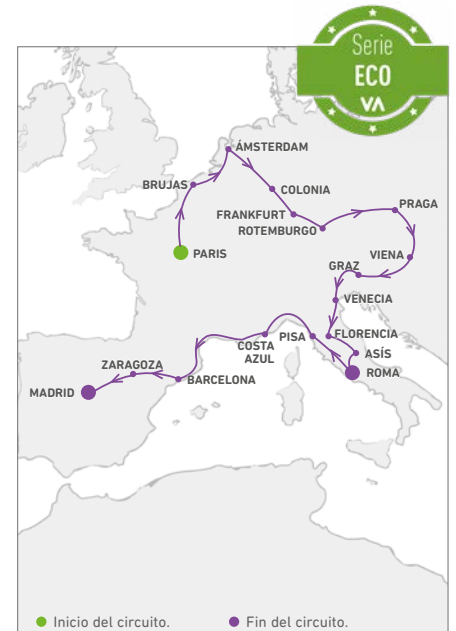 Serie
ECO
VA
ÁMSTERDAM
BRUJAS
COLONIA
FRANKFURT
PRAGA
ROTEMBURGO
PARIS
VIENA
GRAZ
VENECIA
FLORENCIA
PISA
COSTA
AZUL
ASÍS
ZARAGOZA
ROMA
BARCELONA
MADRID
Inicio del circuito.
Fin del circuito.